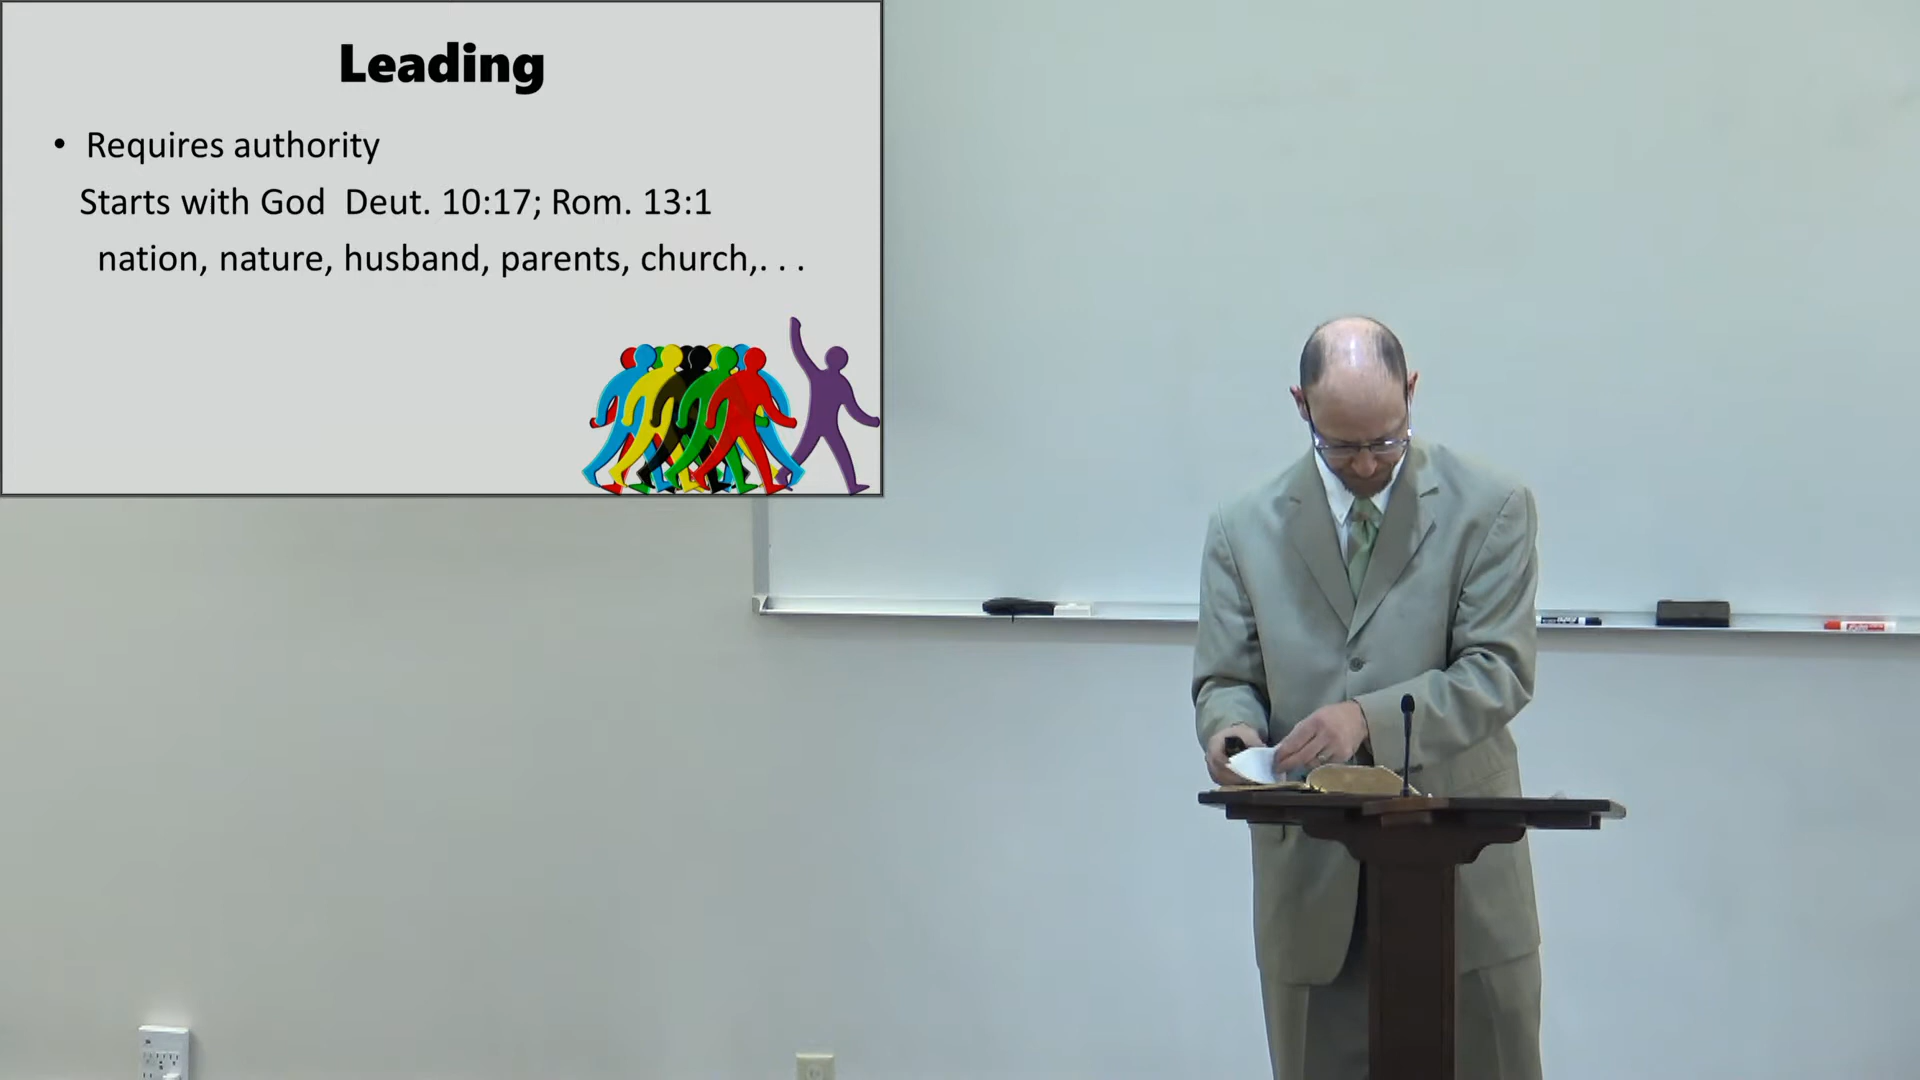 Leading
• Requires authority
Starts with God Deut. 10:17; Rom. 13:1
nation, nature, husband, parents, church,. . .